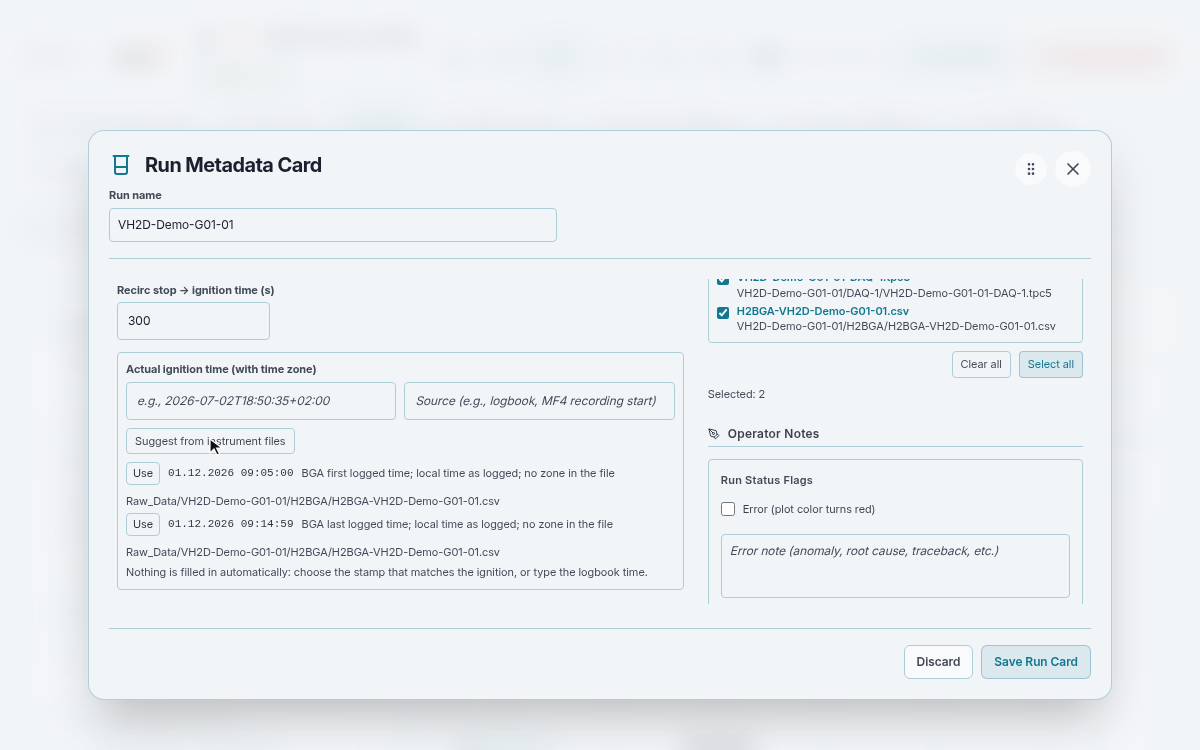 Run Metadata Card
Run name
VH2D-Demo-G01-01
Recirc stop → ignition time (s)
300
Actual ignition time (with time zone)
e.g., 2026-07-02T18:50:35+02:00
Source (e.g., logbook, MF4 recording start)
Suggest from instrument files
Use 01.12.2026 09:05:00 BGA first logged time; local time as logged; no zone in the file
Raw_Data/VH2D-Demo-G01-01/H2BGA/H2BGA-VH2D-Demo-G01-01.csv
Use 01.12.2026 09:14:59 BGA last logged time; local time as logged; no zone in the file
Raw_Data/VH2D-Demo-G01-01/H2BGA/H2BGA-VH2D-Demo-G01-01.csv
Nothing is filled in automatically: choose the stamp that matches the ignition, or type the logbook time.
VH2D-Demo-G01-01-DAQ-1.tpc5
VH2D-Demo-G01-01/DAQ-1/VH2D-Demo-G01-01-DAQ-1.tpc5
H2BGA-VH2D-Demo-G01-01.csv
VH2D-Demo-G01-01/H2BGA/H2BGA-VH2D-Demo-G01-01.csv
Clear all
Select all
Selected: 2
Operator Notes
Run Status Flags
Error (plot color turns red)
Error note (anomaly, root cause, traceback, etc.)
Discard
Save Run Card